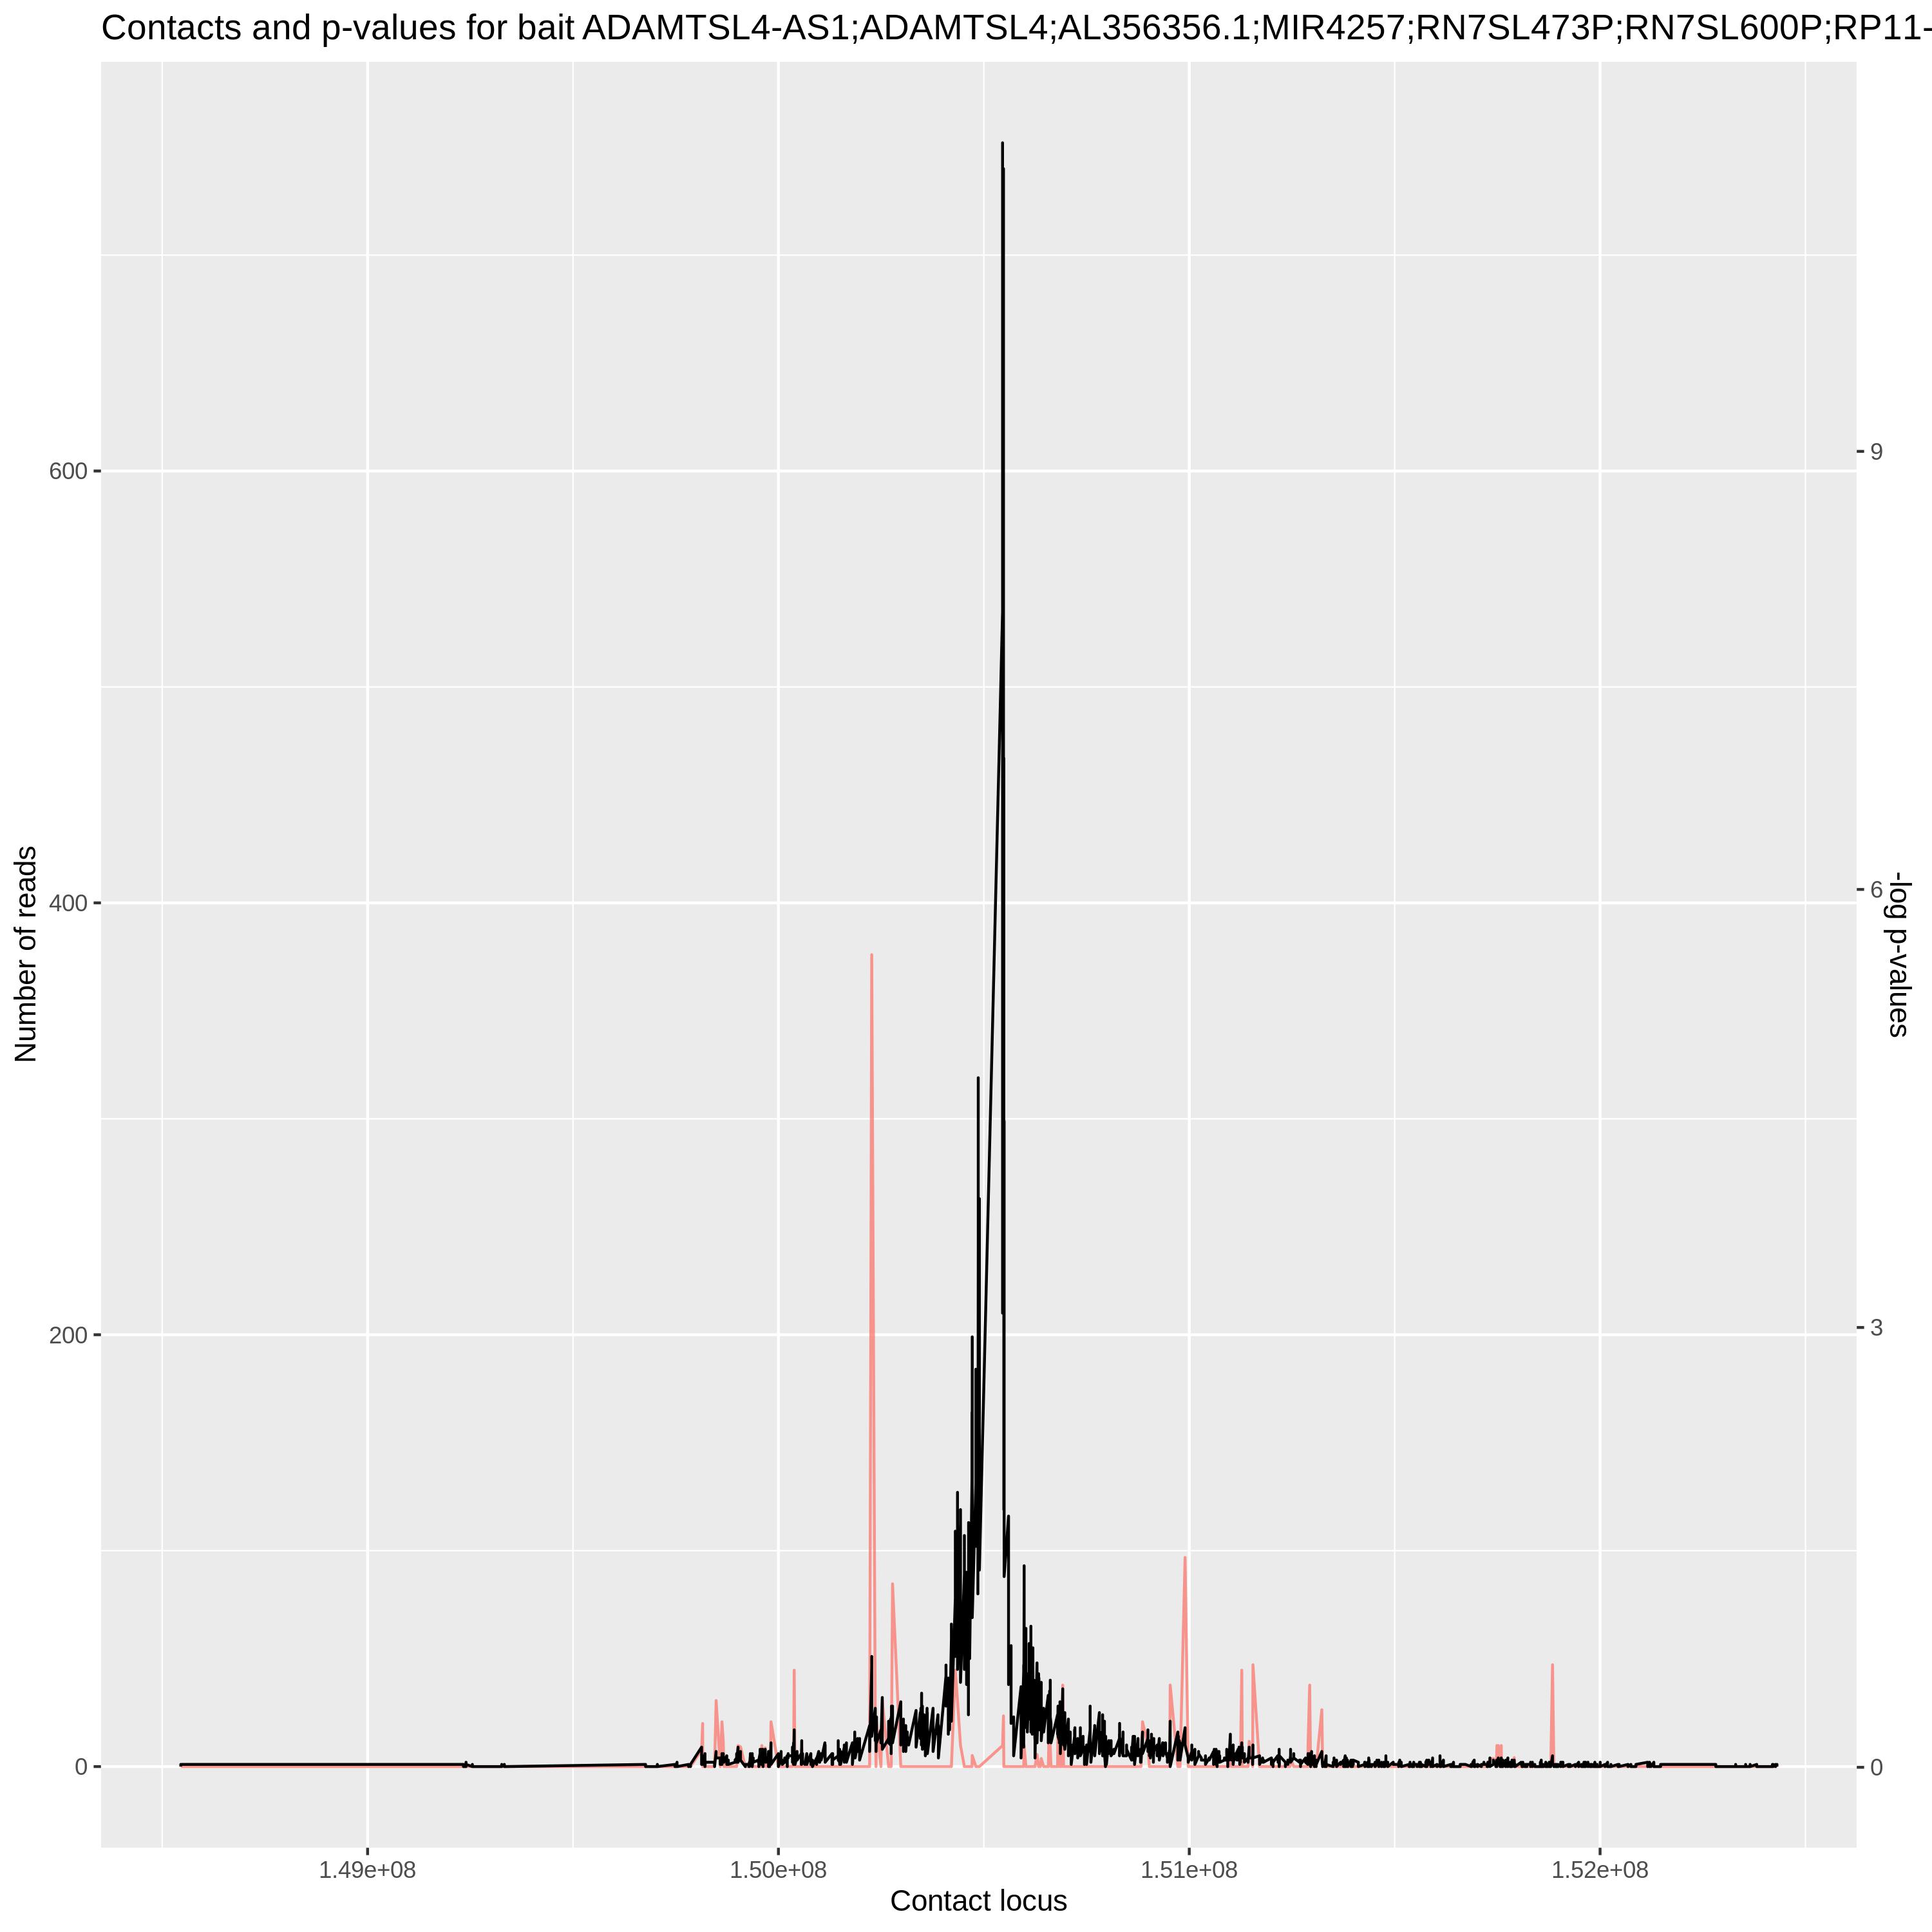 Contacts and p-values for bait ADAMTSL4-AS1;ADAMTSL4;AL356356.1;MIR4257;RN7SL473P;RN7SL600P;RP11-
600
400
200
0
9
6
3
0
Number of reads
-log p-values
1.49e+08
1.50e+08
1.51e+08
1.52e+08
Contact locus